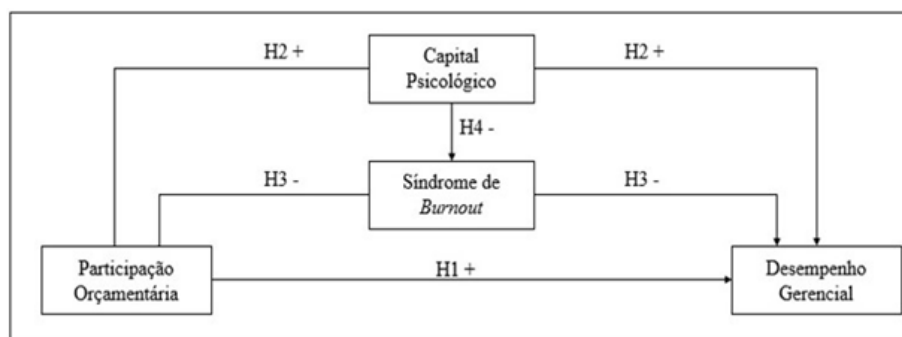 H2 +
Capital
Psicológico
H2 +
H4 -
H3 -
Síndrome de
Burnout
H3 -
Participação
Orçamentária
H1 +
Desempenho
Gerencial